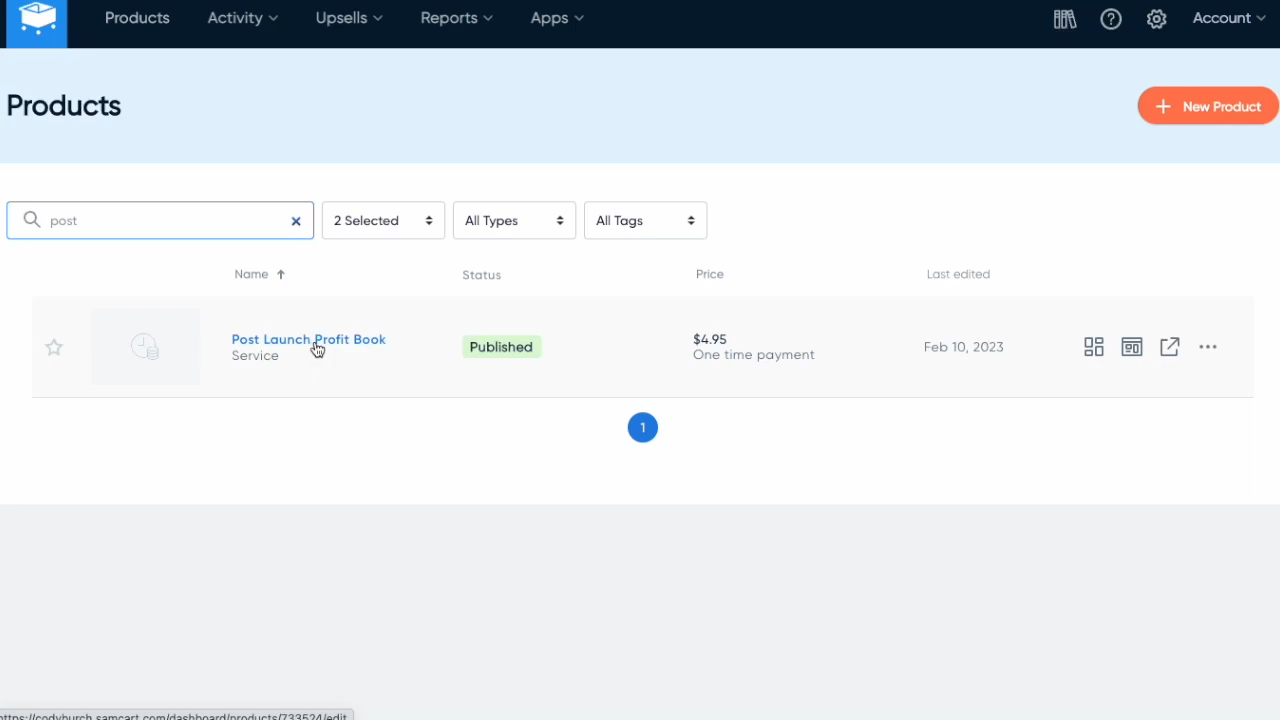 Products Activity Upsells Reports Apps Account
Products
New Product
post 2 Selected All Types All Tags
Name Status Price Last edited
Post Launch Profit Book
Service
Published
$4.95
One time payment
Feb 10, 2023
1
https://codyburch.samcart.com/dashboard/products/733524/edit